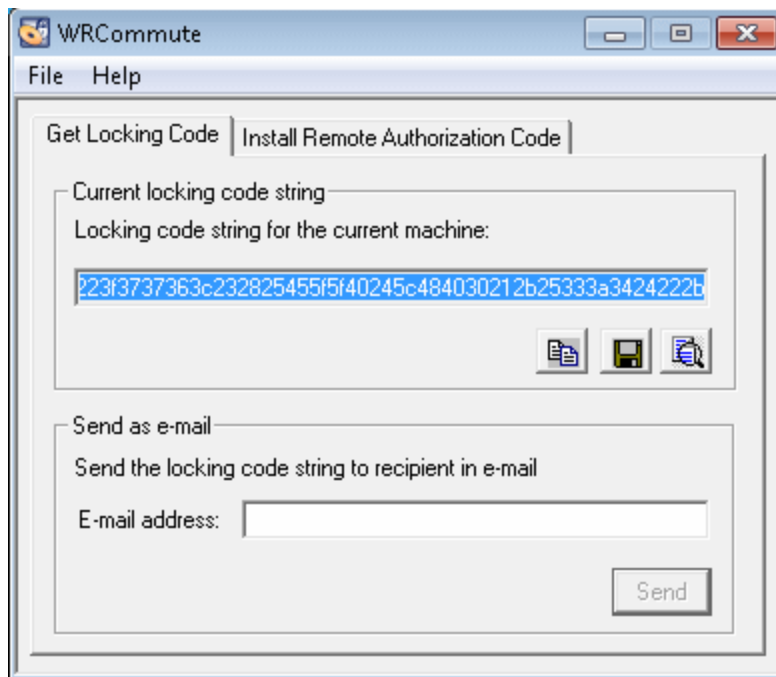 WRCommute
File Help
Get Locking Code Install Remote Authorization Code
Current locking code string
Locking code string for the current machine:
223f3737363c232825455f5f40245c484030212b25333a3424222b
Send as e-mail
Send the locking code string to recipient in e-mail
E-mail address:
Send